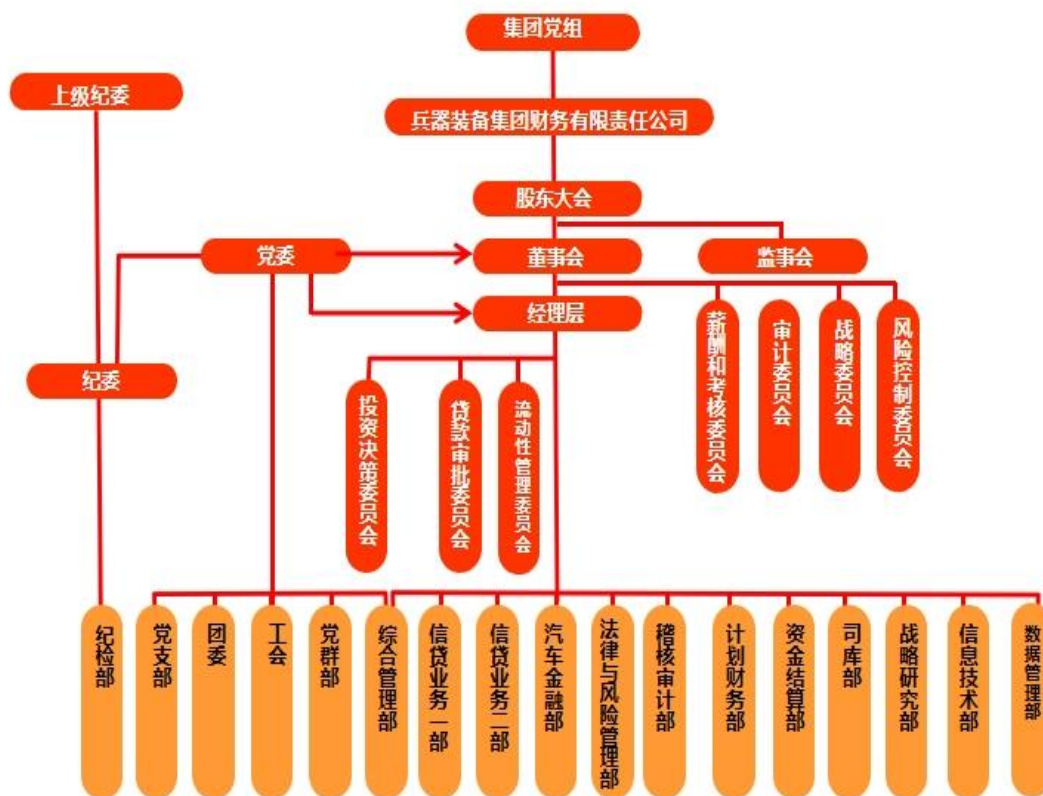 集团党组
上级纪委
兵器装备集团财务有限责任公司
股东大会
党委
董事会
监事会
经理层
纪委
薪酬和考核委员会
审计委员会
战略委员会
风险控制委员会
投资决策委员会
贷款审批委员会
流动性管理委员会
纪检部
党支部
团委
工会
党群部
综合管理部
信贷业务一部
信贷业务二部
汽车金融部
法律与风险管理部
稽核审计部
计划财务部
资金结算部
司库部
战略研究部
信息技术部
数据管理部